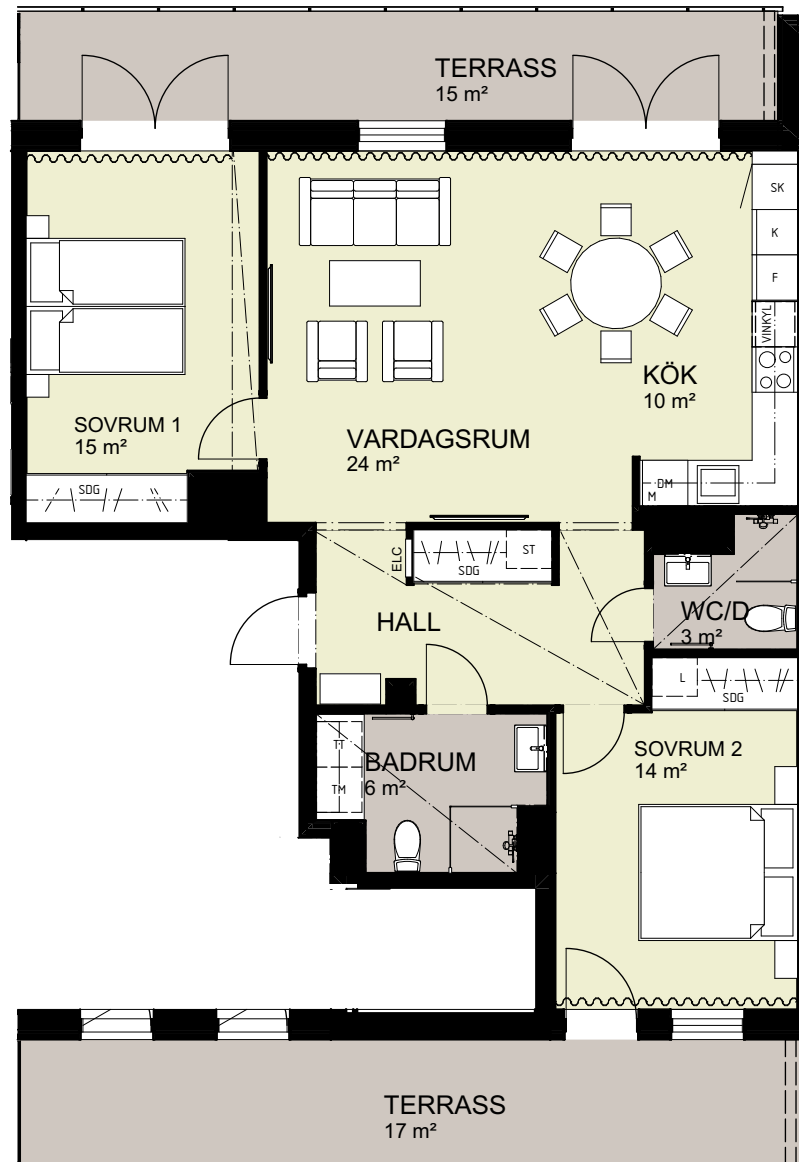 TERRASS
15 m²
SK
K
F
VINKYL
KÖK
10 m²
SOVRUM 1
15 m²
VARDAGSRUM
24 m²
SDG
DM
M
ELC
ST
SDG
HALL
WC/D
3 m²
L
SDG
TT
BADRUM
6 m²
TM
SOVRUM 2
14 m²
TERRASS
17 m²